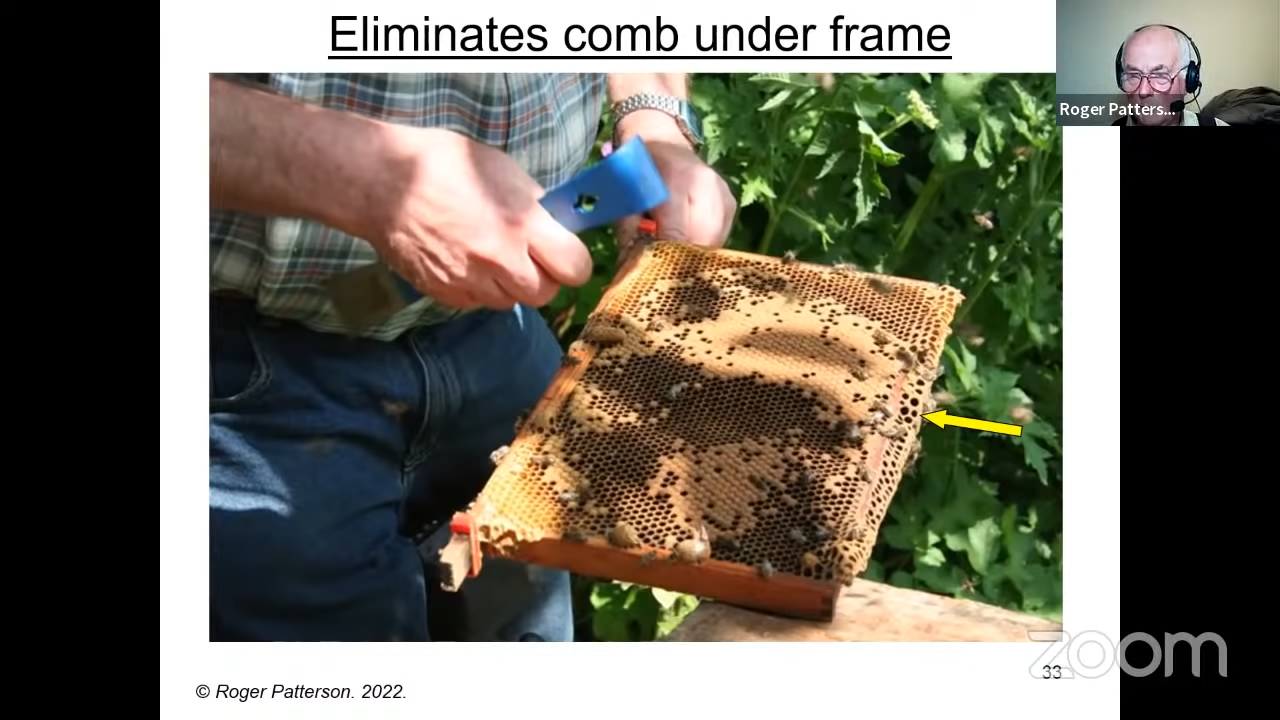 Eliminates comb under frame
Roger Patters...
33
zoom
© Roger Patterson. 2022.